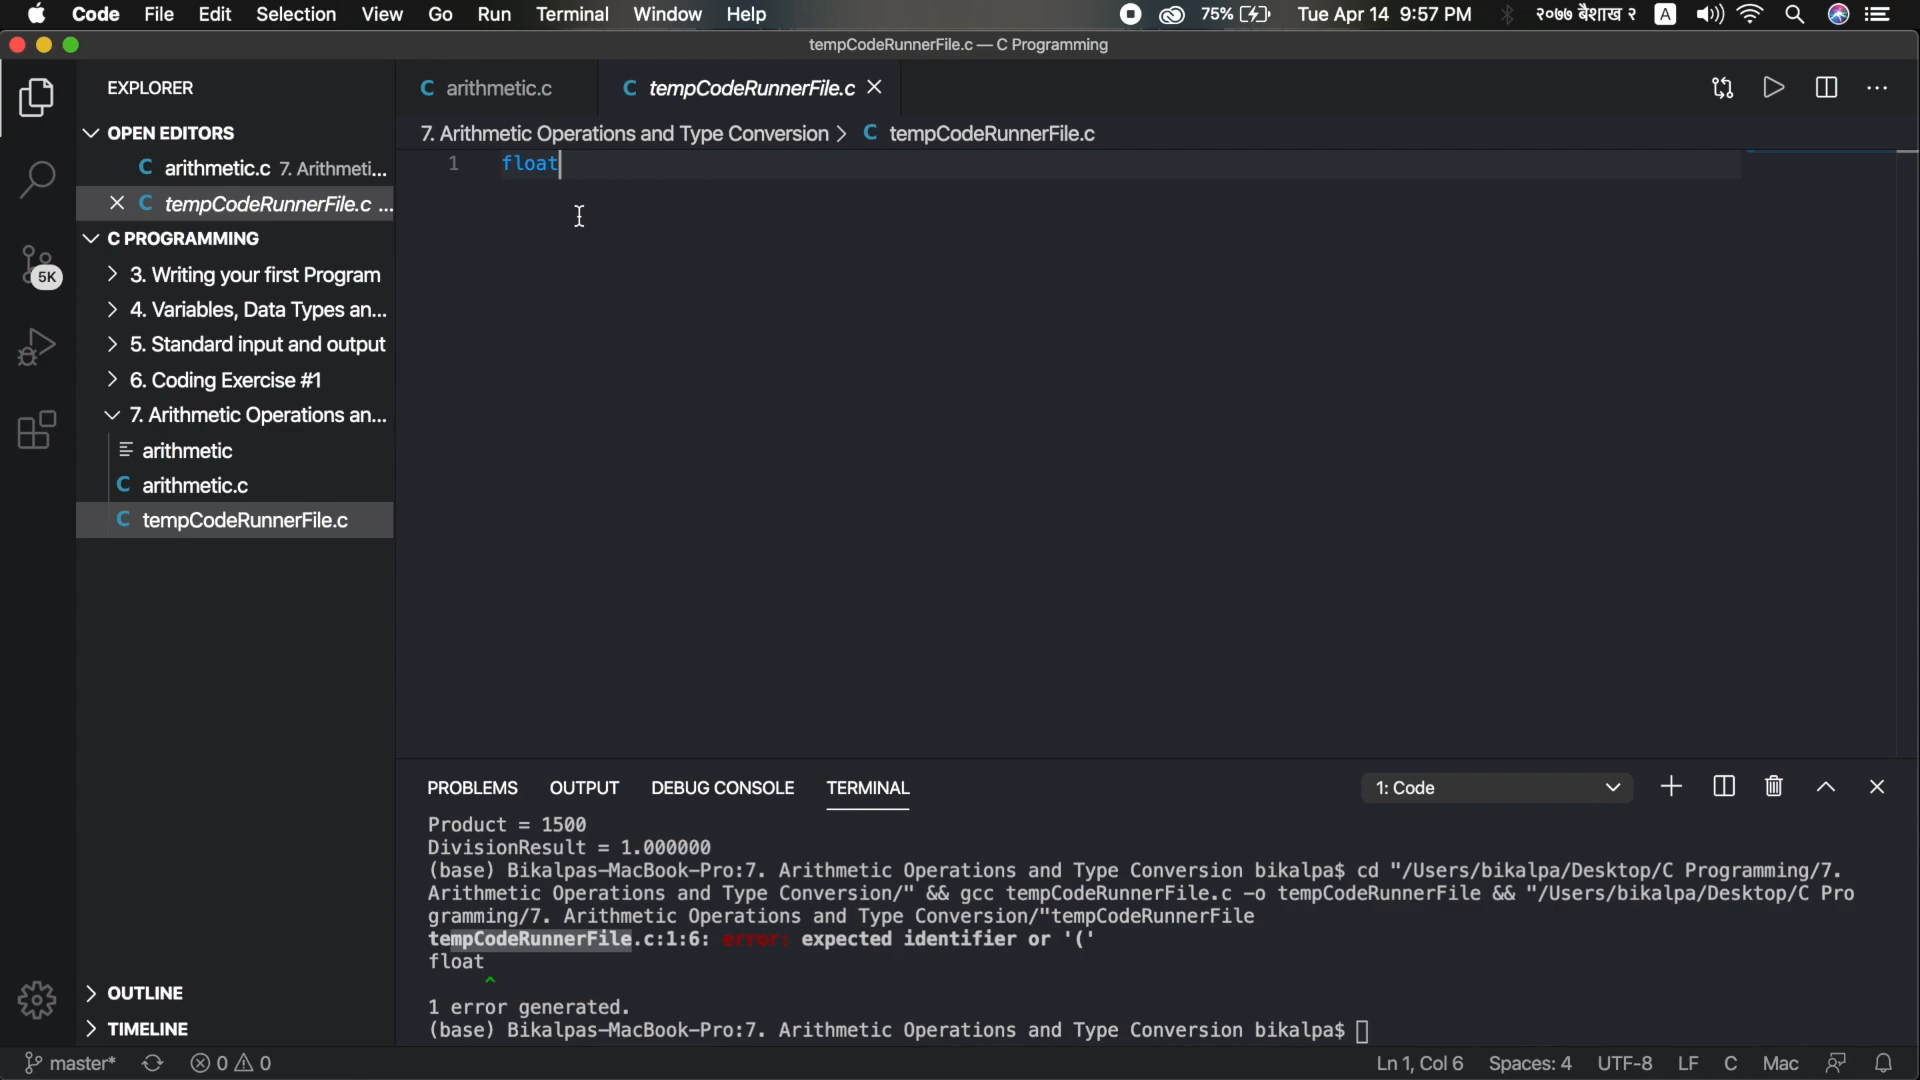 Code File Edit Selection View Go Run Terminal Window Help 75% Tue Apr 14 9:57 PM २०७७ बैशाख २ A
tempCodeRunnerFile.c — C Programming
EXPLORER
OPEN EDITORS
C arithmetic.c 7. Arithmeti...
C tempCodeRunnerFile.c ...
C PROGRAMMING
3. Writing your first Program
4. Variables, Data Types an...
5. Standard input and output
6. Coding Exercise #1
7. Arithmetic Operations an...
arithmetic
C arithmetic.c
C tempCodeRunnerFile.c
OUTLINE
TIMELINE
5K
C arithmetic.c C tempCodeRunnerFile.c
7. Arithmetic Operations and Type Conversion > C tempCodeRunnerFile.c
1 float
PROBLEMS OUTPUT DEBUG CONSOLE TERMINAL 1: Code
Product = 1500
DivisionResult = 1.000000
(base) Bikalpas-MacBook-Pro:7. Arithmetic Operations and Type Conversion bikalpa$ cd "/Users/bikalpa/Desktop/C Programming/7.
Arithmetic Operations and Type Conversion/" && gcc tempCodeRunnerFile.c -o tempCodeRunnerFile && "/Users/bikalpa/Desktop/C Pro
gramming/7. Arithmetic Operations and Type Conversion/"tempCodeRunnerFile
tempCodeRunnerFile.c:1:6: error: expected identifier or '('
float
^
1 error generated.
(base) Bikalpas-MacBook-Pro:7. Arithmetic Operations and Type Conversion bikalpa$
master* 0 0 Ln 1, Col 6 Spaces: 4 UTF-8 LF C Mac